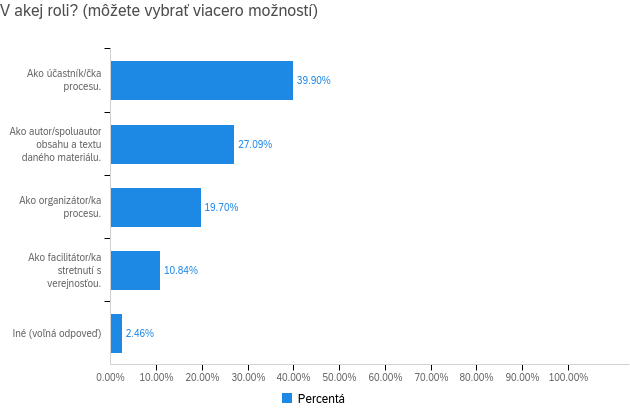 V akej roli? (môžete vybrať viacero možností)
Ako účastník/čka
procesu.
39.90%
Ako autor/spoluautor
obsahu a textu
daného materiálu.
27.09%
Ako organizátor/ka
procesu.
19.70%
Ako facilitátor/ka
stretnutí s
verejnosťou.
10.84%
Iné (voľná odpoveď)
2.46%
0.00% 10.00% 20.00% 30.00% 40.00% 50.00% 60.00% 70.00% 80.00% 90.00% 100.00%
Percentá